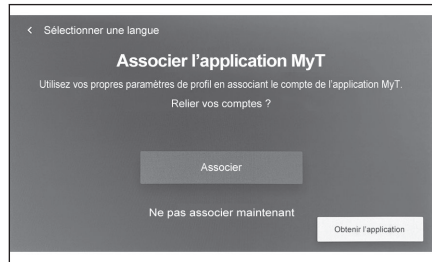 < Sélectionner une langue
Associer l'application MyT
Utilisez vos propres paramètres de profil en associant le compte de l'application MyT.
Relier vos comptes ?
Associer
Ne pas associer maintenant
Obtenir l'application